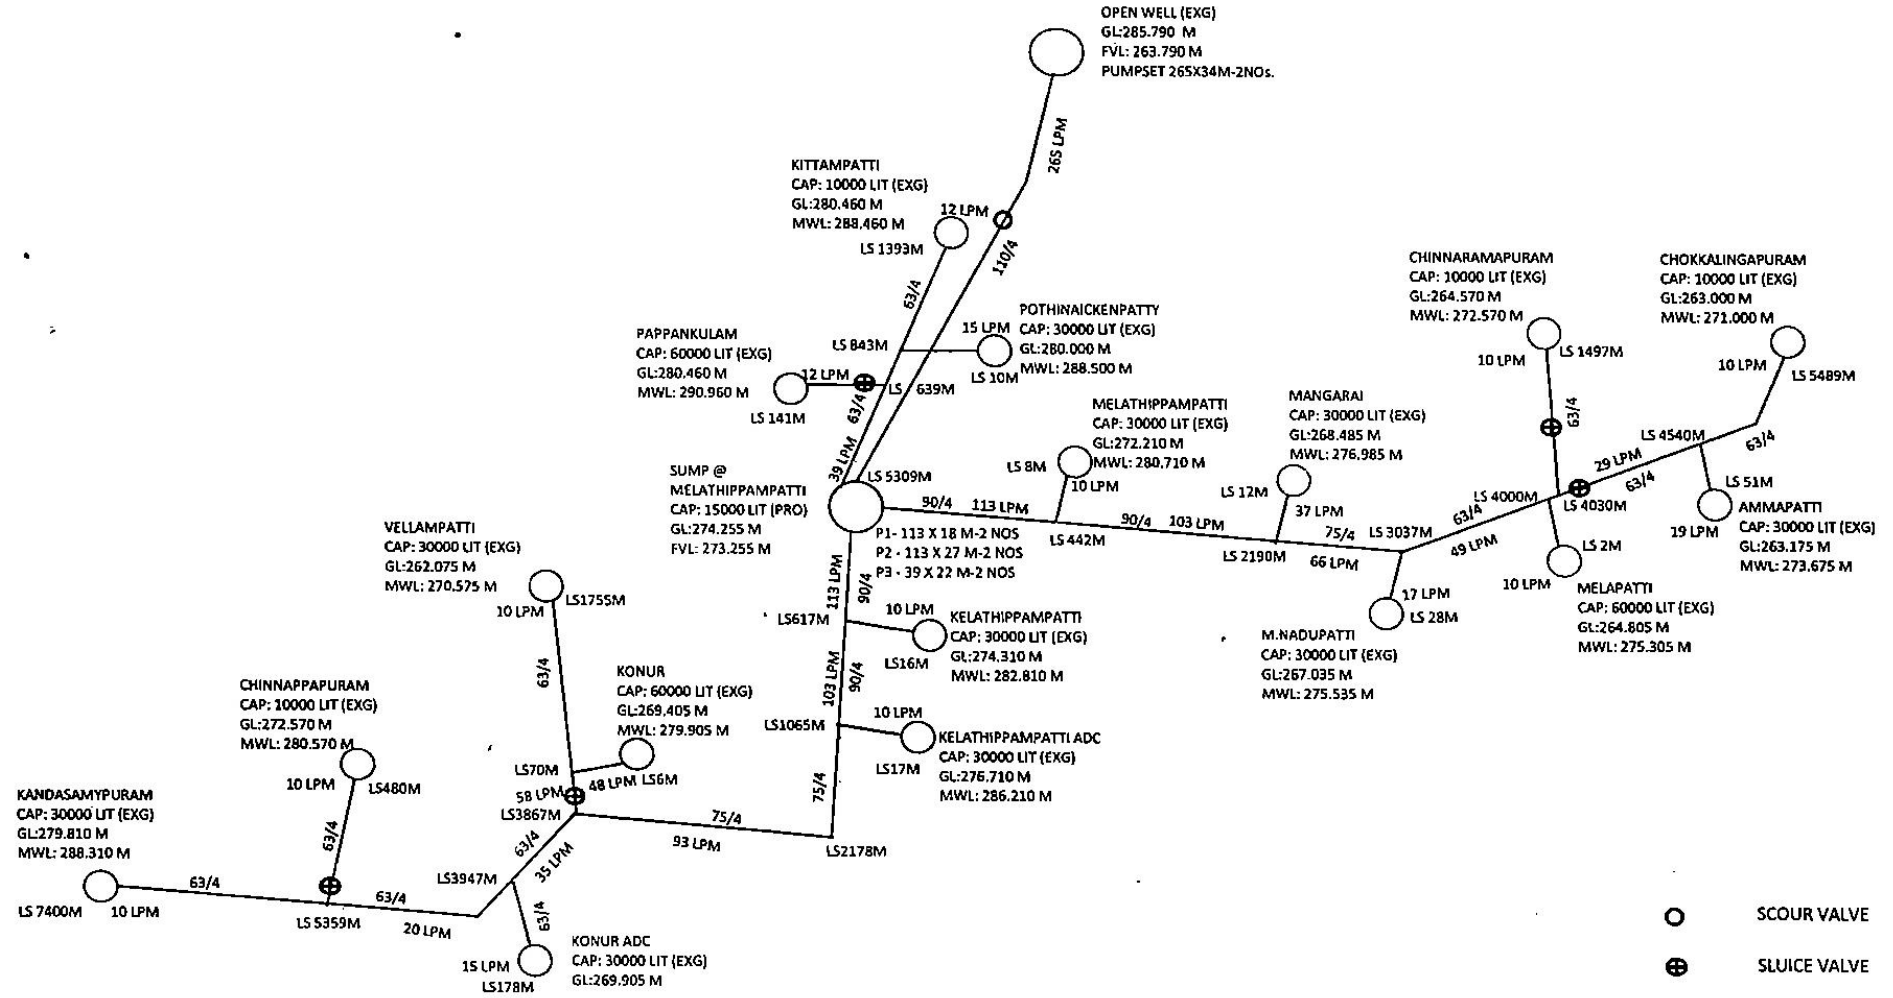 OPEN WELL (EXG)
GL:285.790 M
FVL: 263.790 M
PUMPSET 265X34M-2NOs.
265 LPM
110/4
KITTAMPATTI
CAP: 10000 LIT (EXG)
GL:280.460 M
MWL: 288.460 M
12 LPM
LS 1393M
63/4
POTHINAICKENPATTY
CAP: 30000 LIT (EXG)
GL:280.000 M
MWL: 288.500 M
15 LPM
LS 843M
LS 10M
PAPPANKULAM
CAP: 60000 LIT (EXG)
GL:280.460 M
MWL: 290.960 M
12 LPM
LS 639M
LS 141M
63/4
39 LPM
SUMP @
MELATHIPPAMPATTI
CAP: 15000 LIT (PRO)
GL:274.255 M
FVL: 273.255 M
LS 5309M
P1- 113 X 18 M-2 NOS
P2 - 113 X 27 M-2 NOS
P3 - 39 X 22 M-2 NOS
90/4
113 LPM
MELATHIPPAMPATTI
CAP: 30000 LIT (EXG)
GL:272.210 M
MWL: 280.710 M
LS 8M
10 LPM
LS 442M
90/4
103 LPM
MANGARAI
CAP: 30000 LIT (EXG)
GL:268.485 M
MWL: 276.985 M
LS 12M
37 LPM
LS 2190M
75/4
66 LPM
LS 3037M
17 LPM
LS 28M
M.NADUPATTI
CAP: 30000 LIT (EXG)
GL:267.035 M
MWL: 275.535 M
63/4
49 LPM
LS 4000M
LS 4030M
CHINNARAMAPURAM
CAP: 10000 LIT (EXG)
GL:264.570 M
MWL: 272.570 M
LS 1497M
10 LPM
63/4
LS 2M
10 LPM
MELAPATTI
CAP: 60000 LIT (EXG)
GL:264.805 M
MWL: 275.305 M
29 LPM
63/4
LS 4540M
LS 51M
19 LPM
AMMAPATTI
CAP: 30000 LIT (EXG)
GL:263.175 M
MWL: 273.675 M
63/4
CHOKKALINGAPURAM
CAP: 10000 LIT (EXG)
GL:263.000 M
MWL: 271.000 M
10 LPM
LS 5489M
113 LPM
90/4
LS617M
10 LPM
LS16M
KELATHIPPAMPATTI
CAP: 30000 LIT (EXG)
GL:274.310 M
MWL: 282.810 M
103 LPM
90/4
LS1065M
10 LPM
LS17M
KELATHIPPAMPATTI ADC
CAP: 30000 LIT (EXG)
GL:276.710 M
MWL: 286.210 M
75/4
LS2178M
75/4
93 LPM
LS3867M
58 LPM
LS70M
48 LPM
LS6M
KONUR
CAP: 60000 LIT (EXG)
GL:269.405 M
MWL: 279.905 M
VELLAMPATTI
CAP: 30000 LIT (EXG)
GL:262.075 M
MWL: 270.575 M
10 LPM
LS1755M
63/4
63/4
35 LPM
LS3947M
63/4
15 LPM
LS178M
KONUR ADC
CAP: 30000 LIT (EXG)
GL:269.905 M
63/4
20 LPM
LS 5359M
CHINNAPPAPURAM
CAP: 10000 LIT (EXG)
GL:272.570 M
MWL: 280.570 M
10 LPM
LS480M
63/4
KANDASAMYPURAM
CAP: 30000 LIT (EXG)
GL:279.810 M
MWL: 288.310 M
63/4
LS 7400M
10 LPM
SCOUR VALVE
SLUICE VALVE